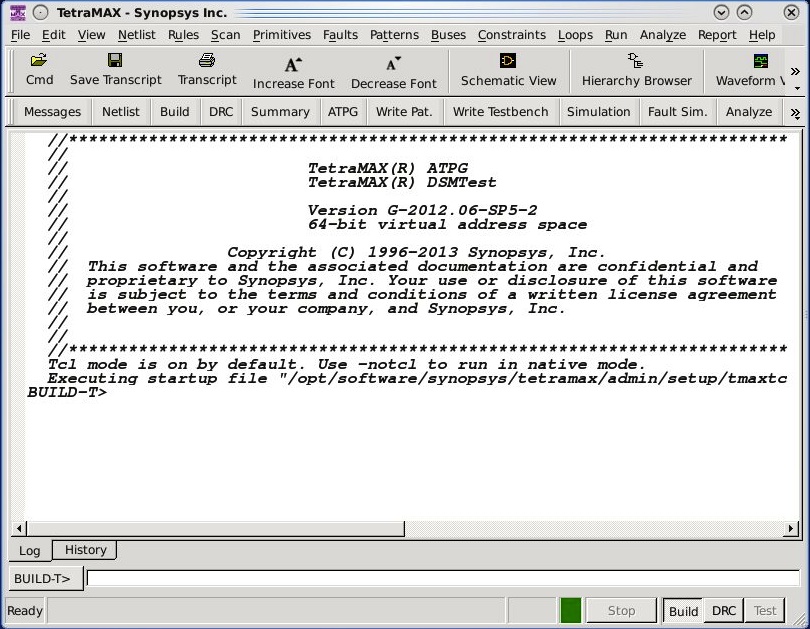 TetraMAX - Synopsys Inc.
File Edit View Netlist Rules Scan Primitives Faults Patterns Buses Constraints Loops Run Analyze Report Help
Cmd Save Transcript Transcript Increase Font Decrease Font Schematic View Hierarchy Browser Waveform V »
Messages Netlist Build DRC Summary ATPG Write Pat. Write Testbench Simulation Fault Sim. Analyze »
//************************************************************************
//
// TetraMAX(R) ATPG
// TetraMAX(R) DSMTest
//
// Version G-2012.06-SP5-2
// 64-bit virtual address space
//
// Copyright (C) 1996-2013 Synopsys, Inc.
// This software and the associated documentation are confidential and
// proprietary to Synopsys, Inc. Your use or disclosure of this software
// is subject to the terms and conditions of a written license agreement
// between you, or your company, and Synopsys, Inc.
//
//
//************************************************************************
Tcl mode is on by default. Use -notcl to run in native mode.
Executing startup file "/opt/software/synopsys/tetramax/admin/setup/tmaxtc
BUILD-T>
Log History
BUILD-T>
Ready Stop Build DRC Test